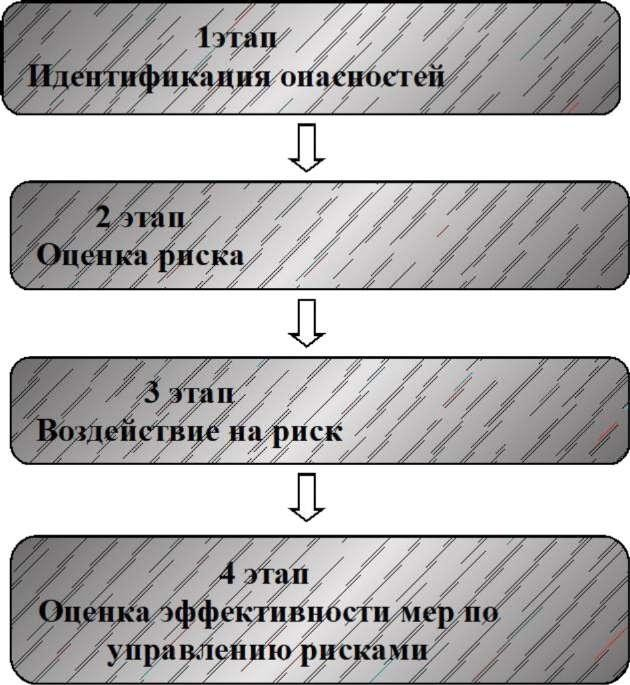 1этап
Идентификация опасностей
2 этап
Оценка риска
3 этап
Воздействие на риск
4 этап
Оценка эффективности мер по
управлению рисками